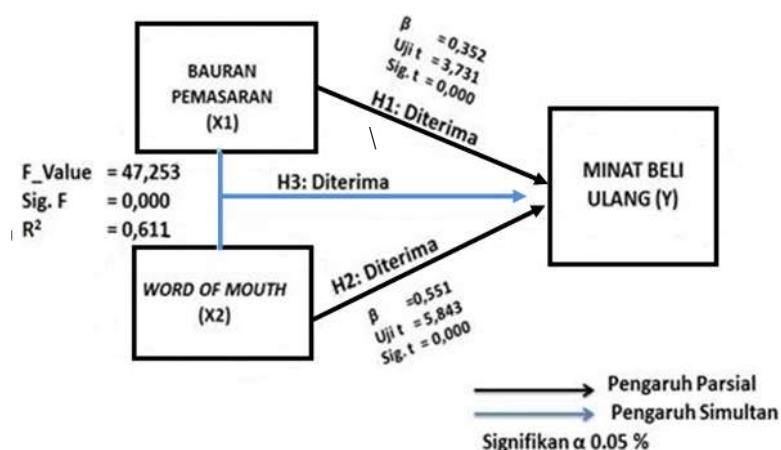 β = 0,352
Uji t = 3,731
Sig. t = 0,000
BAURAN
PEMASARAN
(X1)
H1: Diterima
F_Value = 47,253
Sig. F = 0,000
R² = 0,611
H3: Diterima
MINAT BELI
ULANG (Y)
WORD OF MOUTH
(X2)
H2: Diterima
β =0,551
Uji t = 5,843
Sig. t = 0,000
Pengaruh Parsial
Pengaruh Simultan
Signifikan α 0.05 %